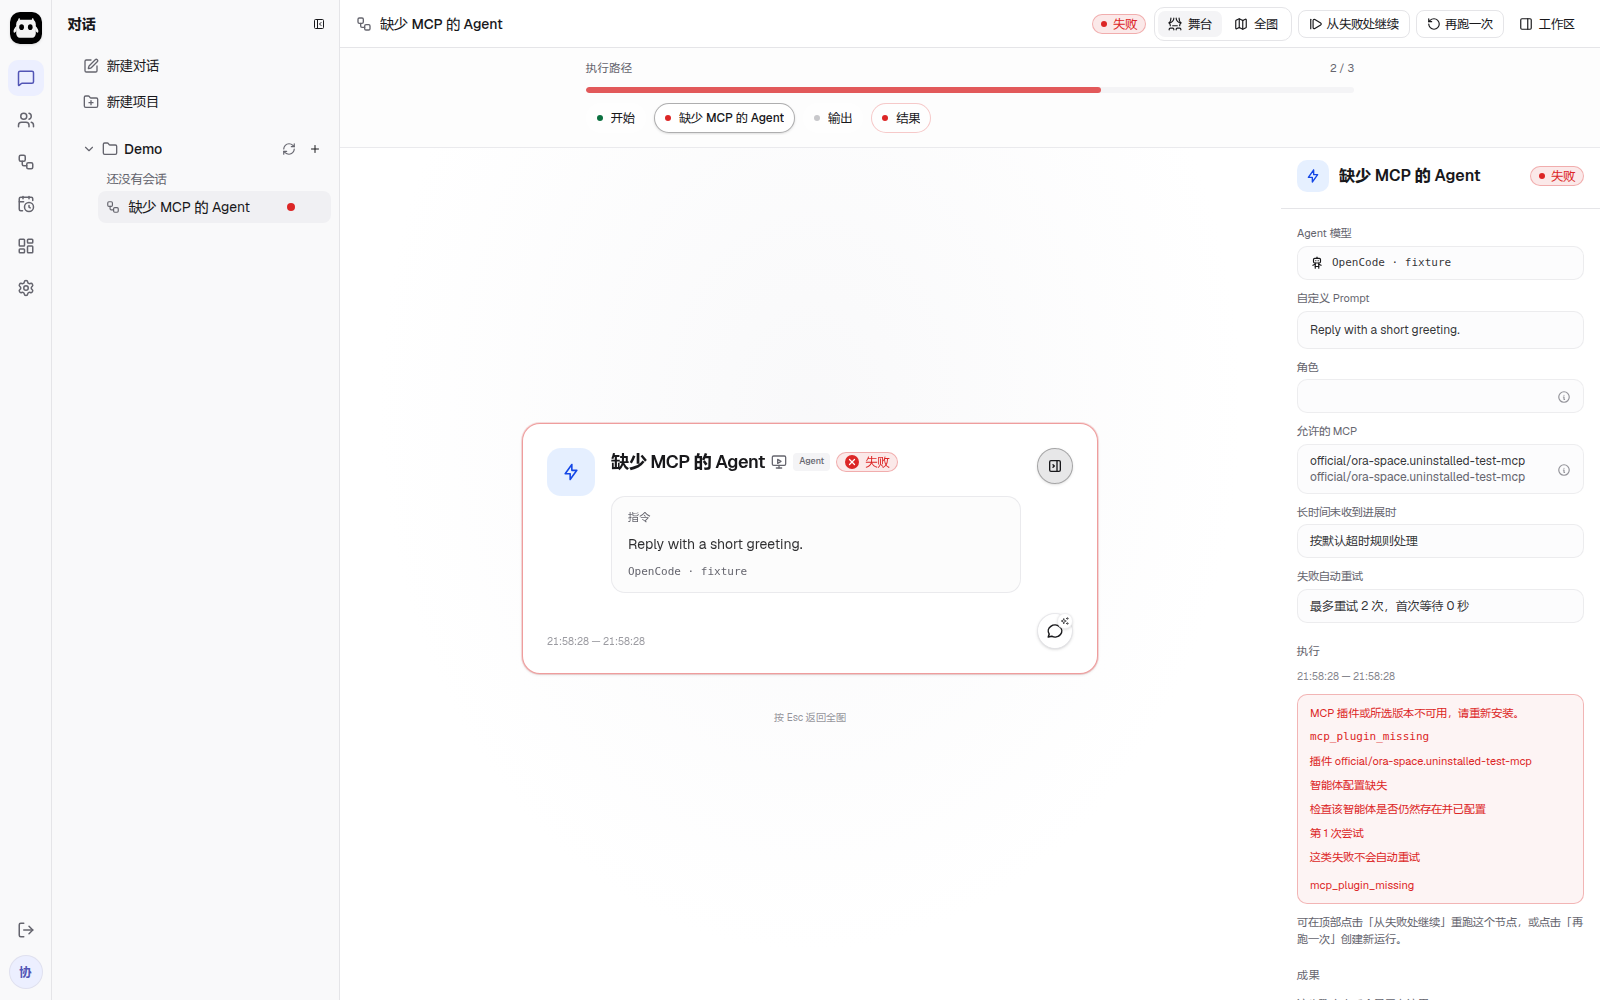 对话
新建对话
新建项目
Demo
还没有会话
缺少 MCP 的 Agent
协
缺少 MCP 的 Agent
失败
舞台
全图
从失败处继续
再跑一次
工作区
执行路径
2 / 3
开始
缺少 MCP 的 Agent
输出
结果
缺少 MCP 的 Agent
Agent
失败
指令
Reply with a short greeting.
OpenCode · fixture
21:58:28 — 21:58:28
按 Esc 返回全图
缺少 MCP 的 Agent
失败
Agent 模型
OpenCode · fixture
自定义 Prompt
Reply with a short greeting.
角色
允许的 MCP
official/ora-space.uninstalled-test-mcp
official/ora-space.uninstalled-test-mcp
长时间未收到进展时
按默认超时规则处理
失败自动重试
最多重试 2 次，首次等待 0 秒
执行
21:58:28 — 21:58:28
MCP 插件或所选版本不可用，请重新安装。
mcp_plugin_missing
插件 official/ora-space.uninstalled-test-mcp
智能体配置缺失
检查该智能体是否仍然存在并已配置
第 1 次尝试
这类失败不会自动重试
mcp_plugin_missing
可在顶部点击「从失败处继续」重跑这个节点，或点击「再
跑一次」创建新运行。
成果